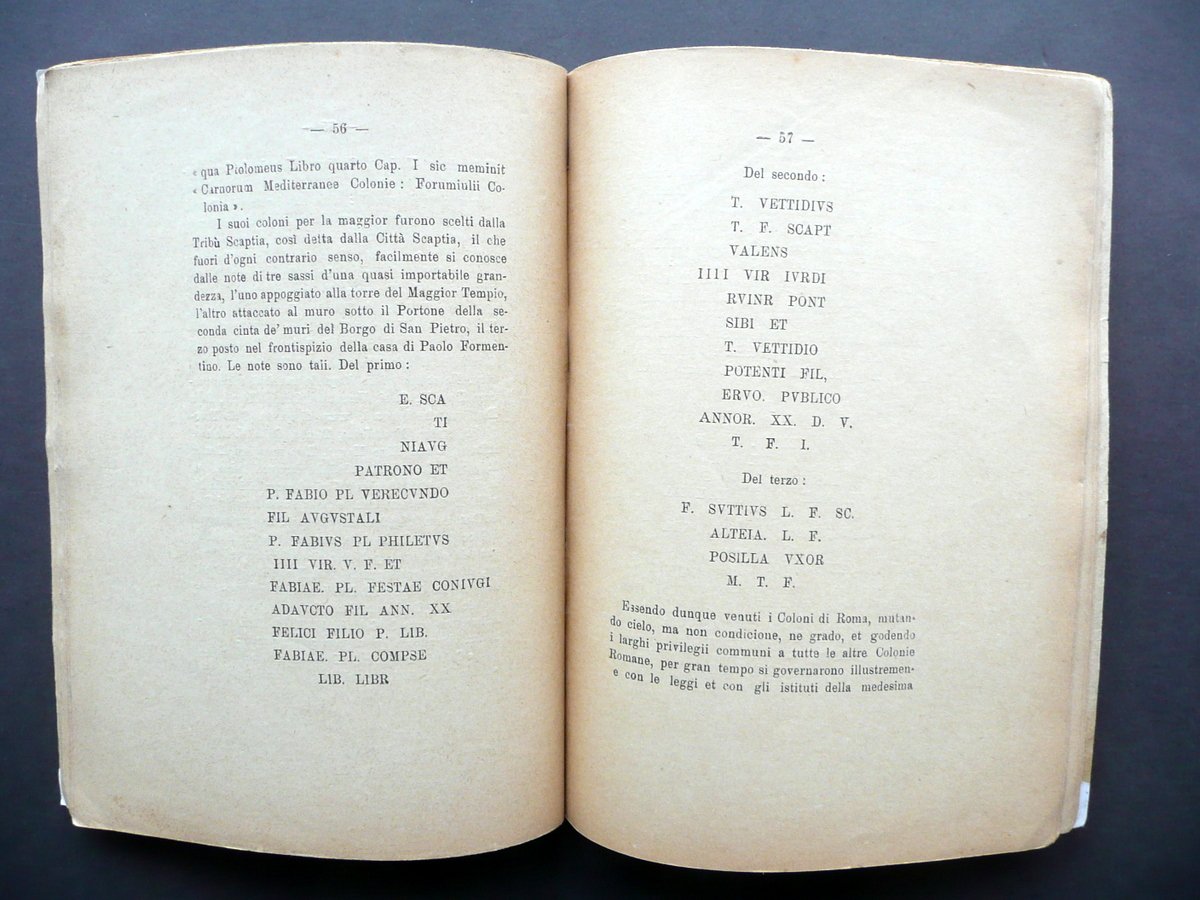 — 56 —
« qua Ptolomeus Libro quarto Cap. I sic meminit
« Carnorum Mediterranee Colonie : Forumiulii Co-
lonia ».
I suoi coloni per la maggior furono scelti dalla
Tribù Scaptia, così detta dalla Città Scaptia, il che
fuori d'ogni contrario senso, facilmente si conosce
dalle note di tre sassi d'una quasi importabile gran-
dezza, l'uno appoggiato alla torre del Maggior Tempio,
l'altro attaccato al muro sotto il Portone della se-
conda cinta de' muri del Borgo di San Pietro, il ter-
zo posto nel frontispizio della casa di Paolo Formen-
tino. Le note sono taii. Del primo :
E. SCA
TI
NIAVG
PATRONO ET
P. FABIO PL VERECVNDO
FIL AVGVSTALI
P. FABIVS PL PHILETVS
IIII VIR. V. F. ET
FABIAE. PL. FESTAE CONIVGI
ADAVCTO FIL ANN. XX
FELICI FILIO P. LIB.
FABIAE. PL. COMPSE
LIB. LIBR
— 57 —
Del secondo :
T. VETTIDIVS
T. F. SCAPT
VALENS
IIII VIR IVRDI
RVINR PONT
SIBI ET
T. VETTIDIO
POTENTI FIL,
ERVO. PVBLICO
ANNOR. XX. D. V.
T. F. I.
Del terzo :
F. SVTTIVS L. F. SC.
ALTEIA. L. F.
POSILLA VXOR
M. T. F.
Essendo dunque venuti i Coloni di Roma, mutan-
do cielo, ma non condicione, ne grado, et godendo
i larghi privilegii communi a tutte le altre Colonie
Romane, per gran tempo si governarono illustremen-
e con le leggi et con gli istituti della medesima